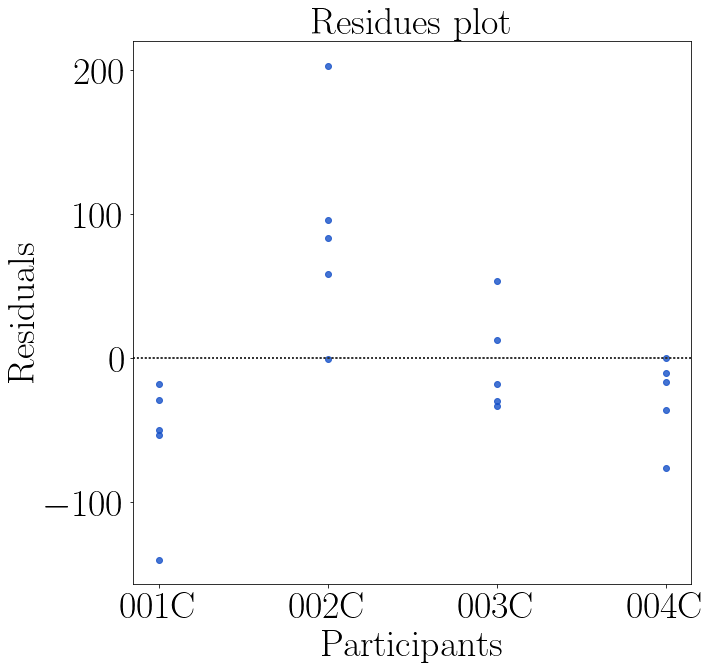 Residues plot
200
100
0
−100
Residuals
001C 002C 003C 004C
Participants